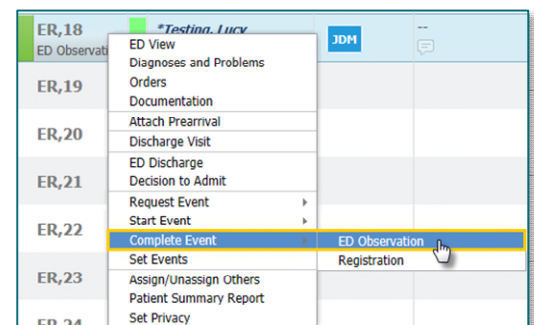 ER,18
*Testing, Lucy
JDM
--
ED Observati
ED View
Diagnoses and Problems
Orders
Documentation
Attach Prearrival
Discharge Visit
ED Discharge
Decision to Admit
Request Event
Start Event
Complete Event
Set Events
Assign/Unassign Others
Patient Summary Report
Set Privacy
ED Observation
Registration
ER,19
ER,20
ER,21
ER,22
ER,23
ER,24